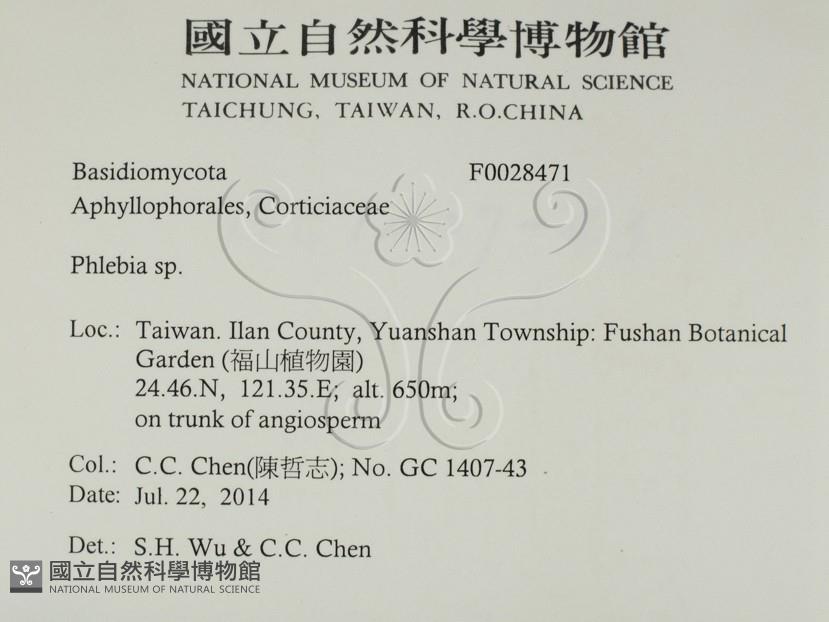 國立自然科學博物館
NATIONAL MUSEUM OF NATURAL SCIENCE
TAICHUNG, TAIWAN, R.O.CHINA
Basidiomycota F0028471
Aphyllophorales, Corticiaceae
Phlebia sp.
Loc.: Taiwan. Ilan County, Yuanshan Township: Fushan Botanical
Garden (福山植物園)
24.46.N, 121.35.E; alt. 650m;
on trunk of angiosperm
Col.: C.C. Chen(陳哲志); No. GC 1407-43
Date: Jul. 22, 2014
Det.: S.H. Wu & C.C. Chen
國立自然科學博物館
NATIONAL MUSEUM OF NATURAL SCIENCE